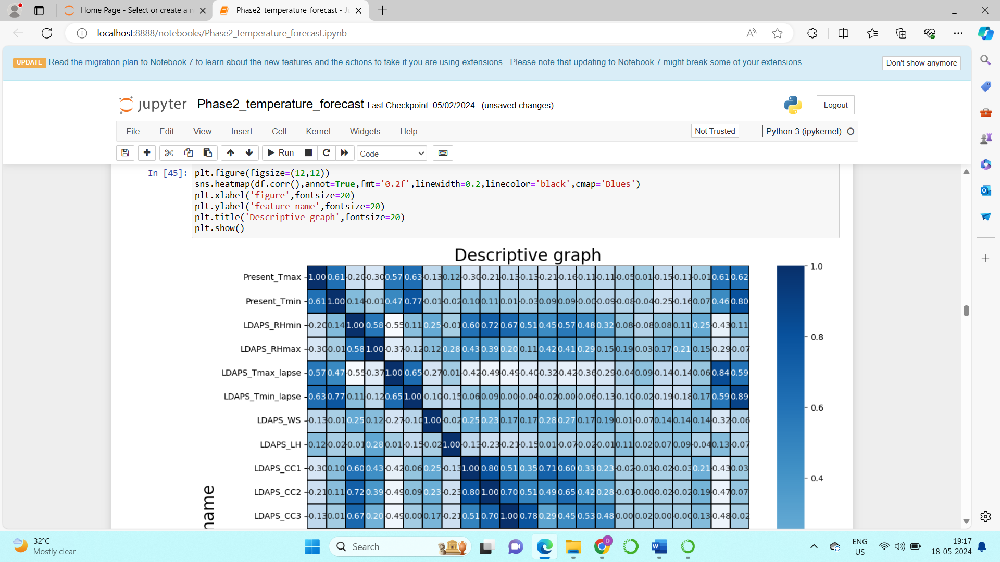 Home Page - Select or create a n
Phase2_temperature_forecast - Ju
localhost:8888/notebooks/Phase2_temperature_forecast.ipynb
UPDATE Read the migration plan to Notebook 7 to learn about the new features and the actions to take if you are using extensions - Please note that updating to Notebook 7 might break some of your extensions.
Don't show anymore
jupyter Phase2_temperature_forecast Last Checkpoint: 05/02/2024 (unsaved changes)
Logout
File Edit View Insert Cell Kernel Widgets Help
Not Trusted
Python 3 (ipykernel)
Run
Code
In [45]: plt.figure(figsize=(12,12))
sns.heatmap(df.corr(),annot=True,fmt='0.2f',linewidth=0.2,linecolor='black',cmap='Blues')
plt.xlabel('figure',fontsize=20)
plt.ylabel('feature name',fontsize=20)
plt.title('Descriptive graph',fontsize=20)
plt.show()
Descriptive graph
Present_Tmax 1.00 0.61 -0.20 -0.30 0.57 0.63 -0.13 0.12 -0.30 -0.21 -0.13 -0.13 -0.21 -0.16 -0.11 -0.11 -0.05 0.01 -0.15 -0.11 -0.01 0.61 0.62
Present_Tmin 0.61 1.00 0.14 -0.01 0.47 0.77 -0.01 -0.02 0.10 0.11 0.01 -0.03 0.09 0.09 -0.00 -0.09 -0.08 -0.04 -0.25 -0.16 0.07 0.46 0.80
LDAPS_RHmin -0.20 0.14 1.00 0.58 -0.55 0.11 0.25 -0.01 0.60 0.72 0.67 0.51 0.45 0.57 0.48 0.32 0.08 -0.08 0.08 0.11 0.25 -0.43 0.11
LDAPS_RHmax -0.30 -0.01 0.58 1.00 -0.37 -0.12 0.12 0.28 0.43 0.39 0.20 0.11 0.42 0.41 0.29 0.15 0.19 0.03 0.17 0.21 0.15 -0.29 -0.07
LDAPS_Tmax_lapse 0.57 0.47 -0.55 -0.37 1.00 0.65 -0.27 0.01 -0.42 -0.49 -0.49 -0.40 -0.32 -0.42 -0.36 -0.29 -0.04 0.09 -0.14 -0.14 0.06 0.84 0.59
LDAPS_Tmin_lapse 0.63 0.77 0.11 -0.12 0.65 1.00 -0.10 -0.15 0.06 0.09 0.00 -0.04 -0.02 0.00 -0.06 -0.13 -0.10 -0.02 -0.19 -0.18 0.17 0.59 0.89
LDAPS_WS -0.13 -0.01 0.25 0.12 -0.27 -0.10 1.00 -0.02 0.25 0.23 0.17 0.17 0.28 0.27 0.17 0.19 0.01 -0.07 0.14 0.14 0.14 -0.32 -0.06
LDAPS_LH 0.12 -0.02 -0.01 0.28 0.01 -0.15 -0.02 1.00 -0.13 -0.23 -0.21 -0.15 0.01 -0.07 -0.02 -0.01 0.11 0.02 0.07 0.09 -0.04 0.13 -0.07
LDAPS_CC1 -0.30 0.10 0.60 0.43 -0.42 0.06 0.25 -0.13 1.00 0.80 0.51 0.35 0.71 0.60 0.33 0.23 -0.02 -0.01 -0.02 -0.03 0.21 -0.43 0.03
LDAPS_CC2 -0.21 0.11 0.72 0.39 -0.49 0.09 0.23 -0.23 0.80 1.00 0.70 0.51 0.49 0.65 0.42 0.28 -0.01 -0.00 -0.02 -0.02 0.19 -0.47 0.07
LDAPS_CC3 -0.13 0.01 0.67 0.20 -0.49 0.00 0.17 -0.21 0.51 0.70 1.00 0.78 0.29 0.45 0.53 0.48 0.00 0.02 0.00 -0.00 0.13 -0.48 -0.02
name
1.0
0.8
0.6
0.4
32°C
Mostly clear
Search
D
ENG
US
19:17
18-05-2024